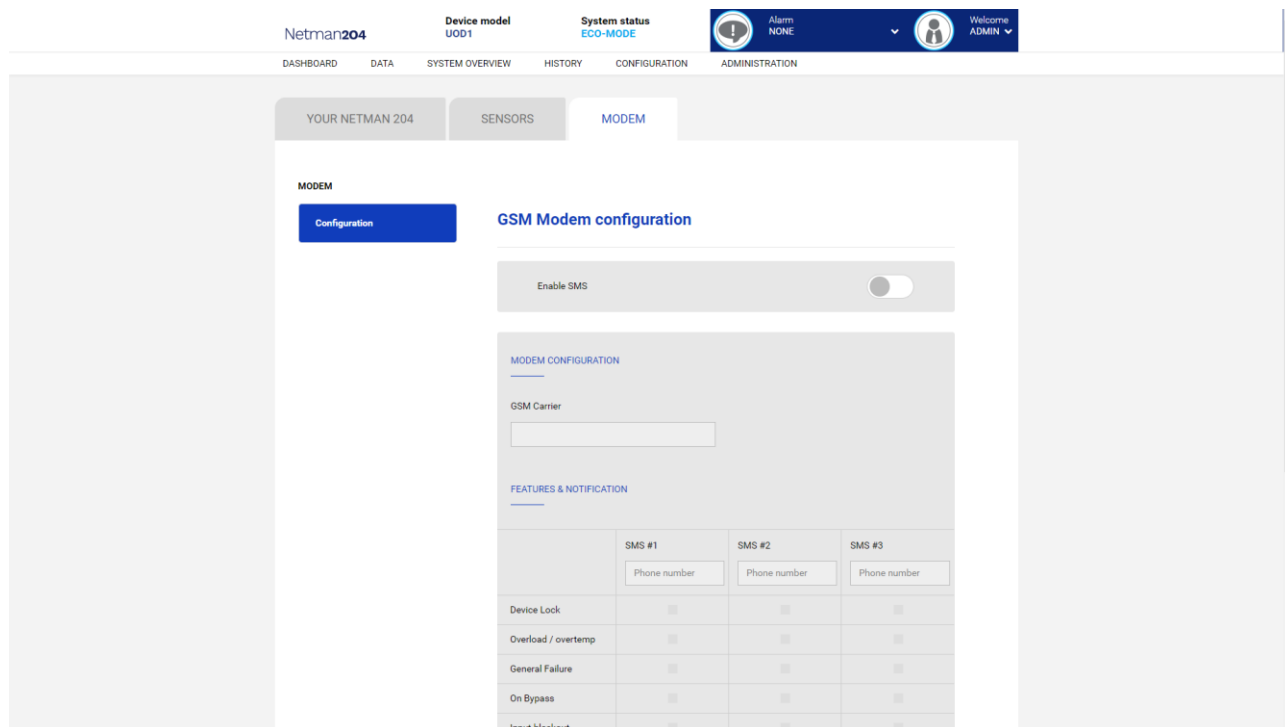 Netman204
Device model
UOD1
System status
ECO-MODE
Alarm
NONE
Welcome
ADMIN
DASHBOARD DATA SYSTEM OVERVIEW HISTORY CONFIGURATION ADMINISTRATION
YOUR NETMAN 204 SENSORS MODEM
MODEM
Configuration
GSM Modem configuration
Enable SMS
MODEM CONFIGURATION
GSM Carrier
FEATURES & NOTIFICATION
SMS #1 SMS #2 SMS #3
Phone number Phone number Phone number
Device Lock
Overload / overtemp
General Failure
On Bypass
Input blackout